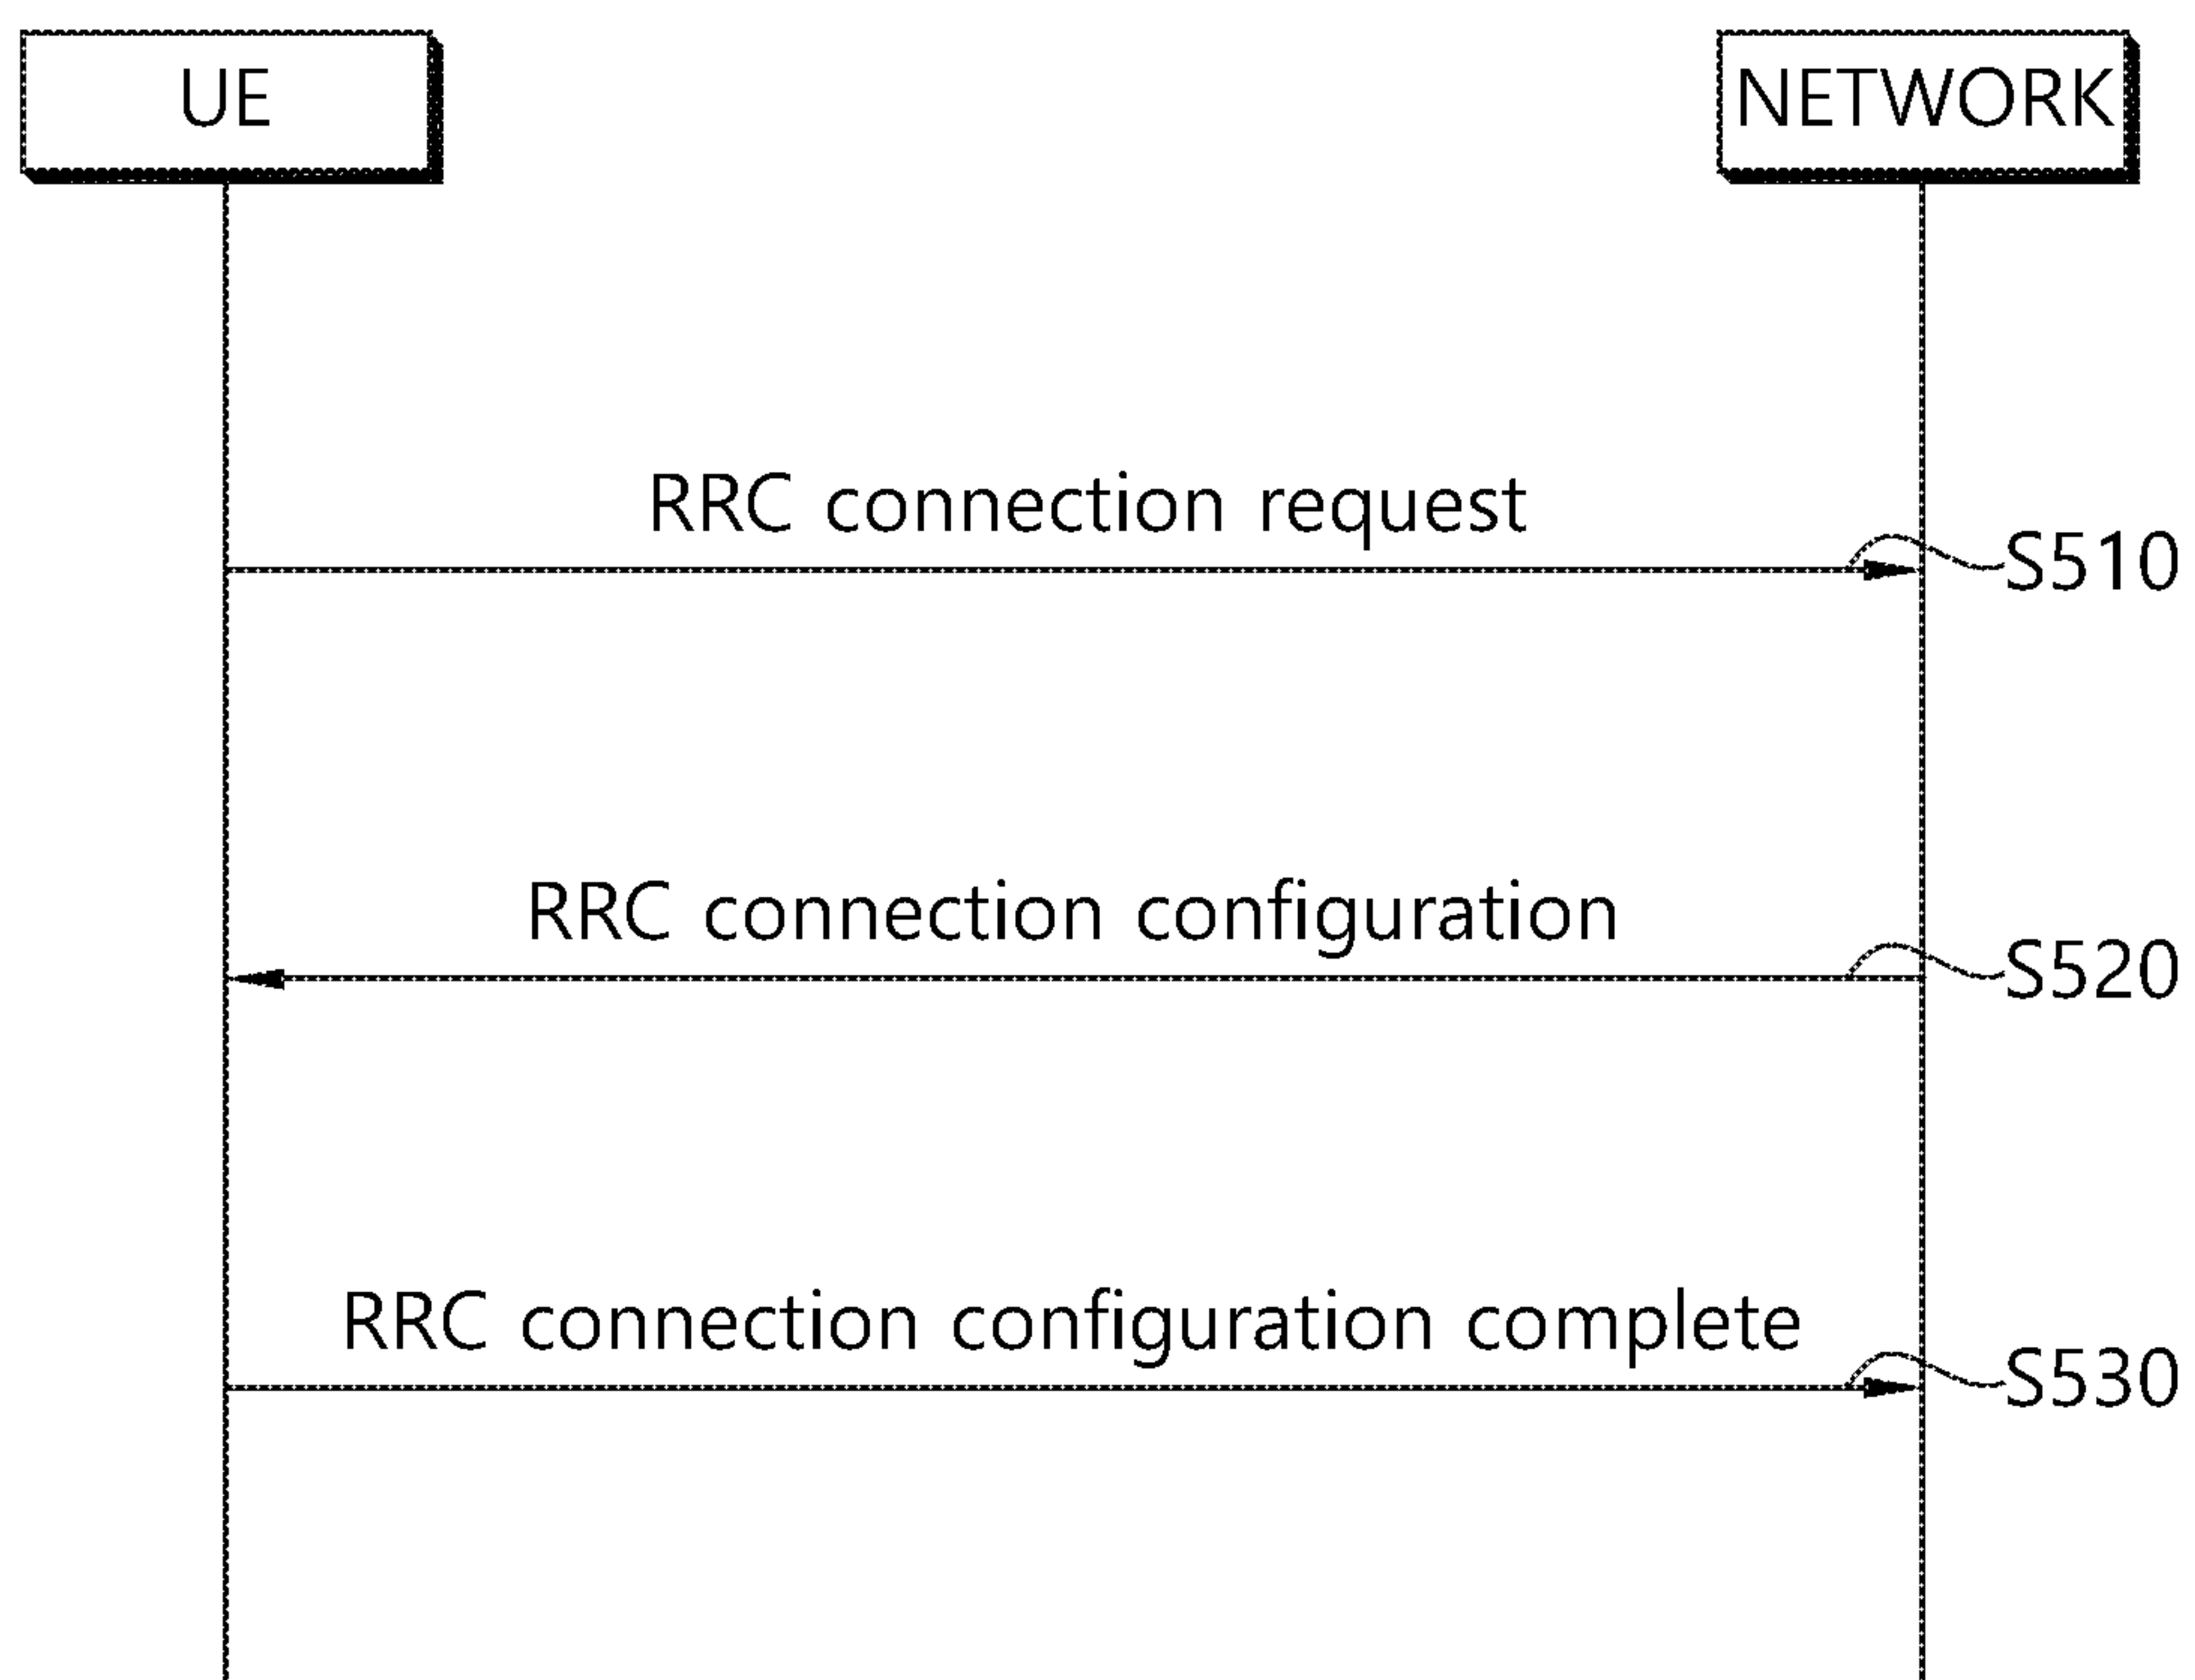 UE
NETWORK
RRC connection request
S510
RRC connection configuration
S520
RRC connection configuration complete
S530